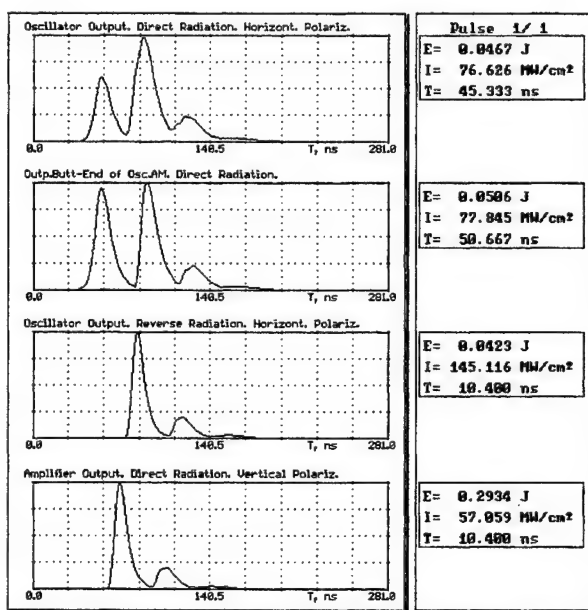 Oscillator Output. Direct Radiation. Horizont. Polariz.
0.0 140.5 T, ns 281.0
Pulse 1/ 1
E= 0.0467 J
I= 76.626 MW/cm²
T= 45.333 ns
Outp.Butt-End of Osc.AM. Direct Radiation.
0.0 140.5 T, ns 281.0
E= 0.0506 J
I= 77.845 MW/cm²
T= 50.667 ns
Oscillator Output. Reverse Radiation. Horizont. Polariz.
0.0 140.5 T, ns 281.0
E= 0.0423 J
I= 145.116 MW/cm²
T= 10.400 ns
Amplifier Output. Direct Radiation. Vertical Polariz.
0.0 140.5 T, ns 281.0
E= 0.2934 J
I= 57.059 MW/cm²
T= 10.400 ns